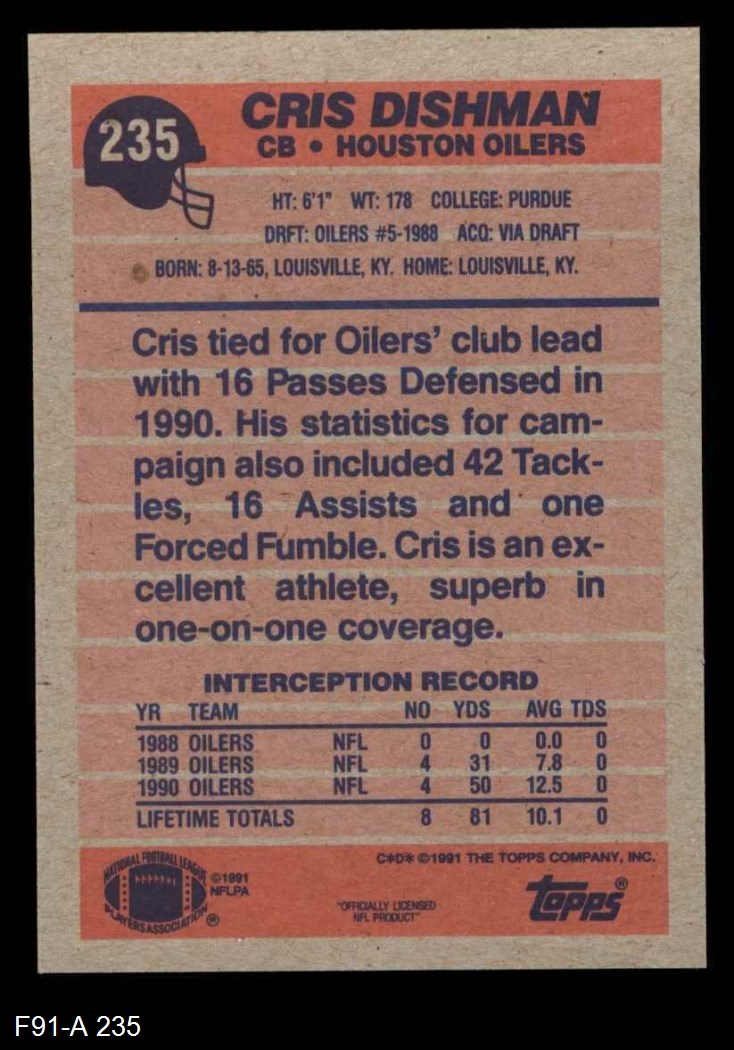 235
CRIS DISHMAN
CB • HOUSTON OILERS
HT: 6'1" WT: 178 COLLEGE: PURDUE
DRFT: OILERS #5-1988 ACQ: VIA DRAFT
BORN: 8-13-65, LOUISVILLE, KY. HOME: LOUISVILLE, KY.
Cris tied for Oilers' club lead
with 16 Passes Defensed in
1990. His statistics for cam-
paign also included 42 Tack-
les, 16 Assists and one
Forced Fumble. Cris is an ex-
cellent athlete, superb in
one-on-one coverage.
INTERCEPTION RECORD
YR TEAM NO YDS AVG TDS
1988 OILERS NFL 0 0 0.0 0
1989 OILERS NFL 4 31 7.8 0
1990 OILERS NFL 4 50 12.5 0
LIFETIME TOTALS 8 81 10.1 0
NATIONAL FOOTBALL LEAGUE
PLAYERS ASSOCIATION ®
©1991
NFLPA
C*D* ©1991 THE TOPPS COMPANY, INC.
"OFFICIALLY LICENSED
NFL PRODUCT"
Topps®
F91-A 235